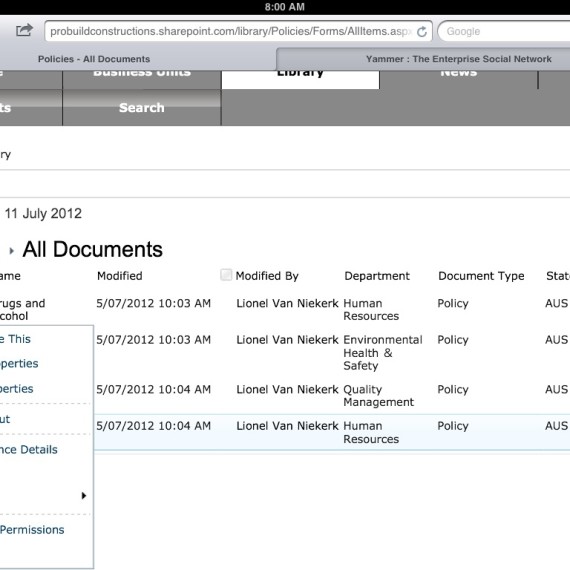 8:00 AM
probuildconstructions.sharepoint.com/library/Policies/Forms/AllItems.aspx
Google
Policies - All Documents
Yammer : The Enterprise Social Network
e
Business Units
Library
News
ts
Search
ry
11 July 2012
All Documents
ame
Modified
Modified By
Department
Document Type
Stat
rugs and
cohol
5/07/2012 10:03 AM
Lionel Van Niekerk
Human
Resources
Policy
AUS
e This
5/07/2012 10:03 AM
Lionel Van Niekerk
Environmental
Health &
Safety
Policy
AUS
operties
perties
5/07/2012 10:04 AM
Lionel Van Niekerk
Quality
Management
Policy
AUS
ut
5/07/2012 10:04 AM
Lionel Van Niekerk
Human
Resources
Policy
AUS
nce Details
Permissions